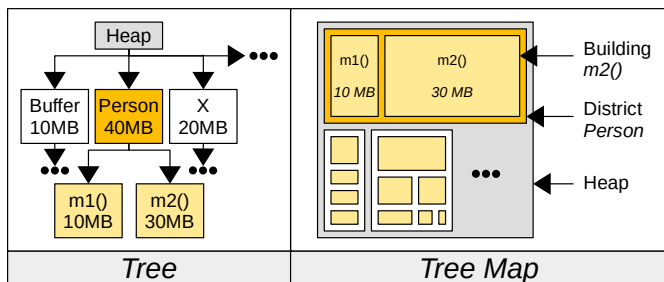 Heap
Buffer
10MB
Person
40MB
X
20MB
m1()
10MB
m2()
30MB
Tree
m1()
10 MB
m2()
30 MB
Building
m2()
District
Person
Heap
Tree Map